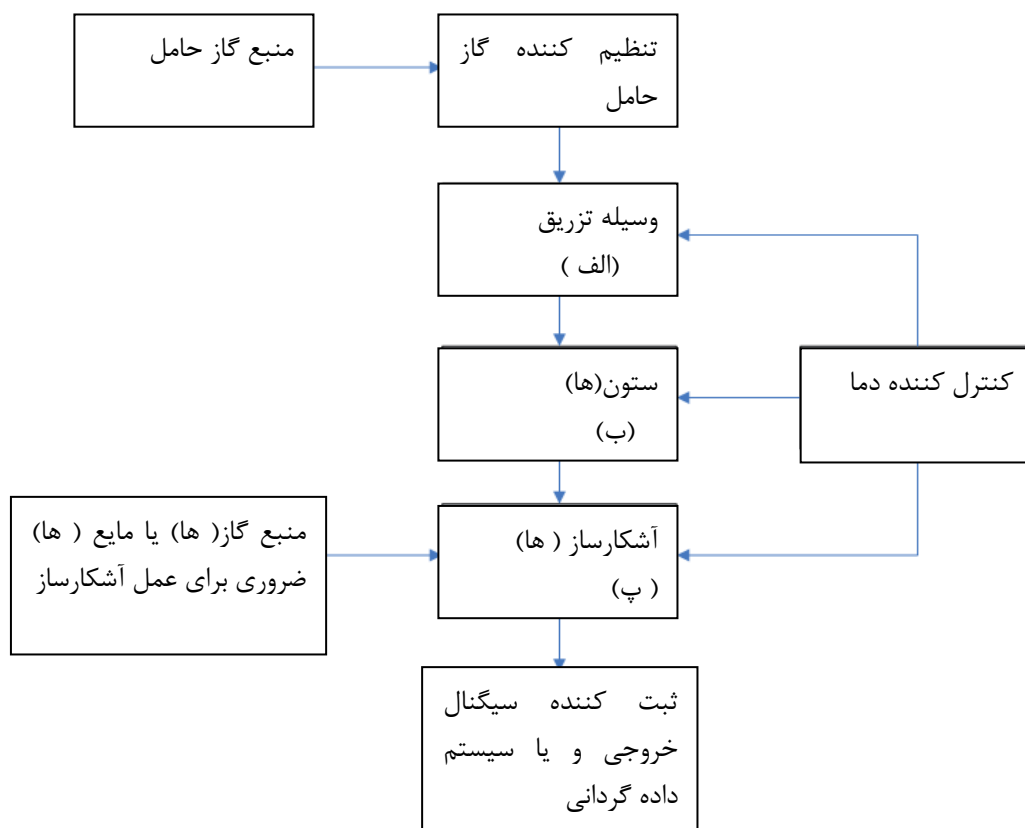 منبع گاز حامل
تنظیم کننده گاز
حامل
وسیله تزریق
(الف )
ستون(ها)
(ب)
کنترل کننده دما
آشکارساز ( ها)
( پ)
منبع گاز( ها) یا مایع ( ها)
ضروری برای عمل آشکارساز
ثبت کننده سیگنال
خروجی و یا سیستم
داده گردانی